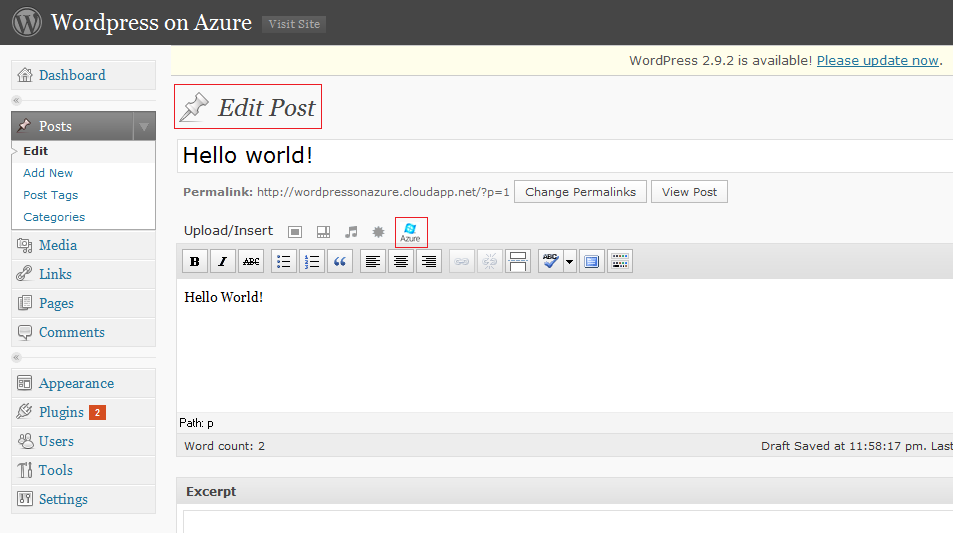 Wordpress on Azure Visit Site
WordPress 2.9.2 is available! Please update now.
Dashboard
Posts
Edit
Add New
Post Tags
Categories
Media
Links
Pages
Comments
Appearance
Plugins 2
Users
Tools
Settings
Edit Post
Hello world!
Permalink: http://wordpressonazure.cloudapp.net/?p=1 Change Permalinks View Post
Upload/Insert Azure
B I ABC ABC
Hello World!
Path: p
Word count: 2 Draft Saved at 11:58:17 pm. Last
Excerpt